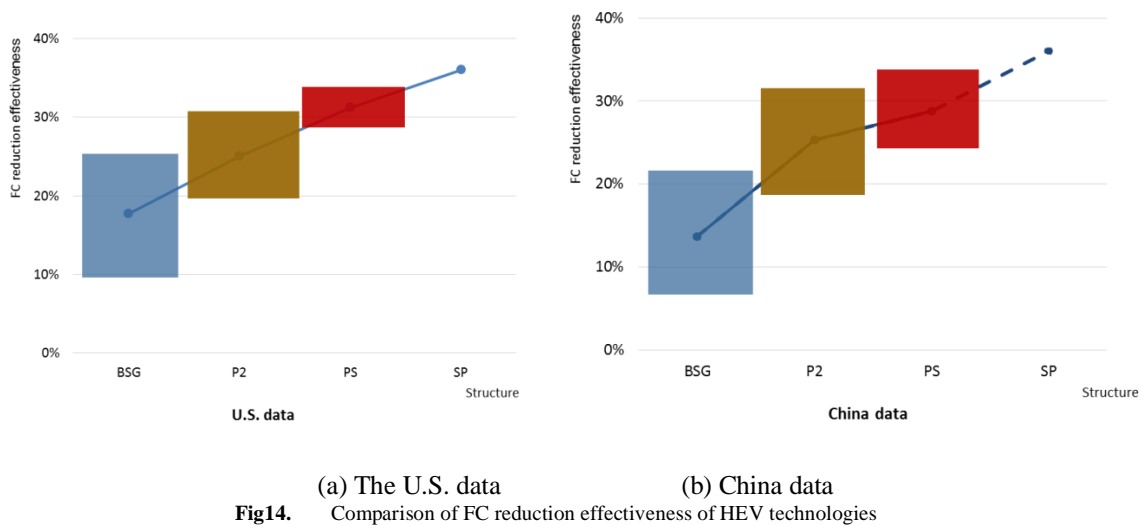 FC reduction effectiveness
40%
30%
20%
10%
0%
BSG P2 PS SP
Structure
U.S. data
FC reduction effectiveness
40%
30%
20%
10%
0%
BSG P2 PS SP
Structure
China data
(a) The U.S. data (b) China data
Fig14. Comparison of FC reduction effectiveness of HEV technologies